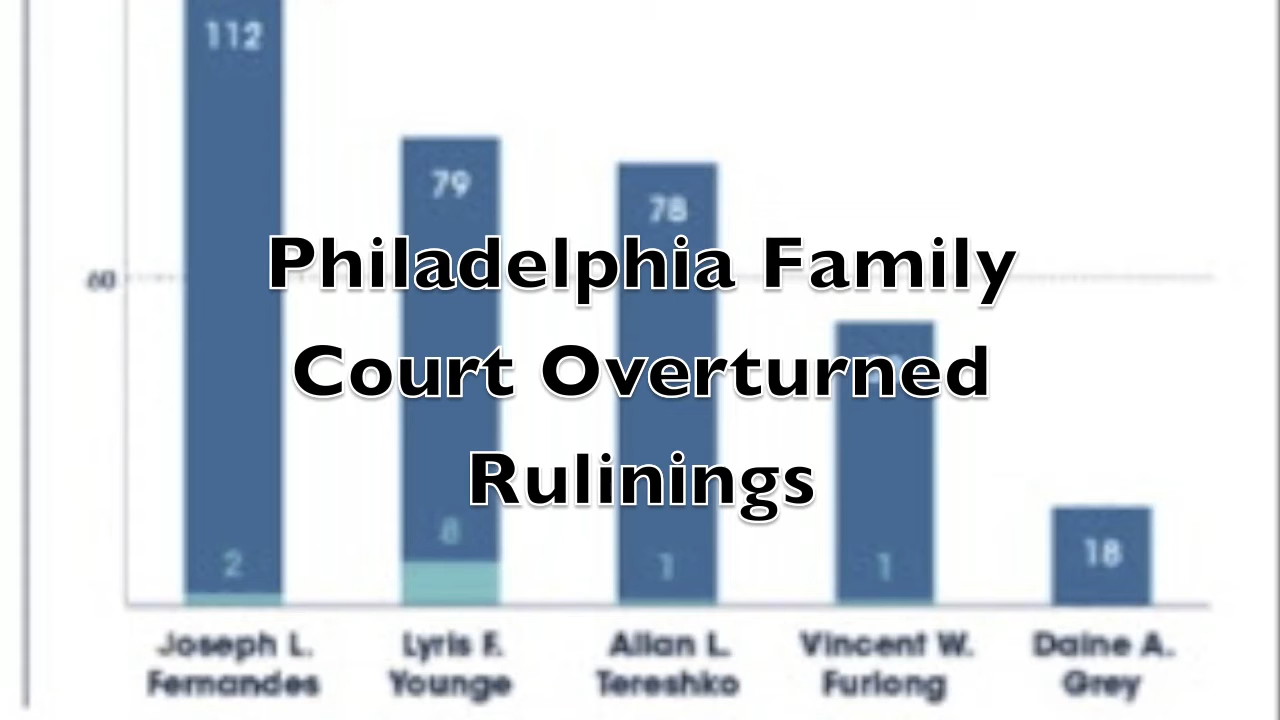 112
79
78
Philadelphia Family
60
Court Overturned
Rulinings
8
2
1
1
18
Joseph L.
Fernandes
Lyris F.
Younge
Allan L.
Tereshko
Vincent W.
Furlong
Daine A.
Grey